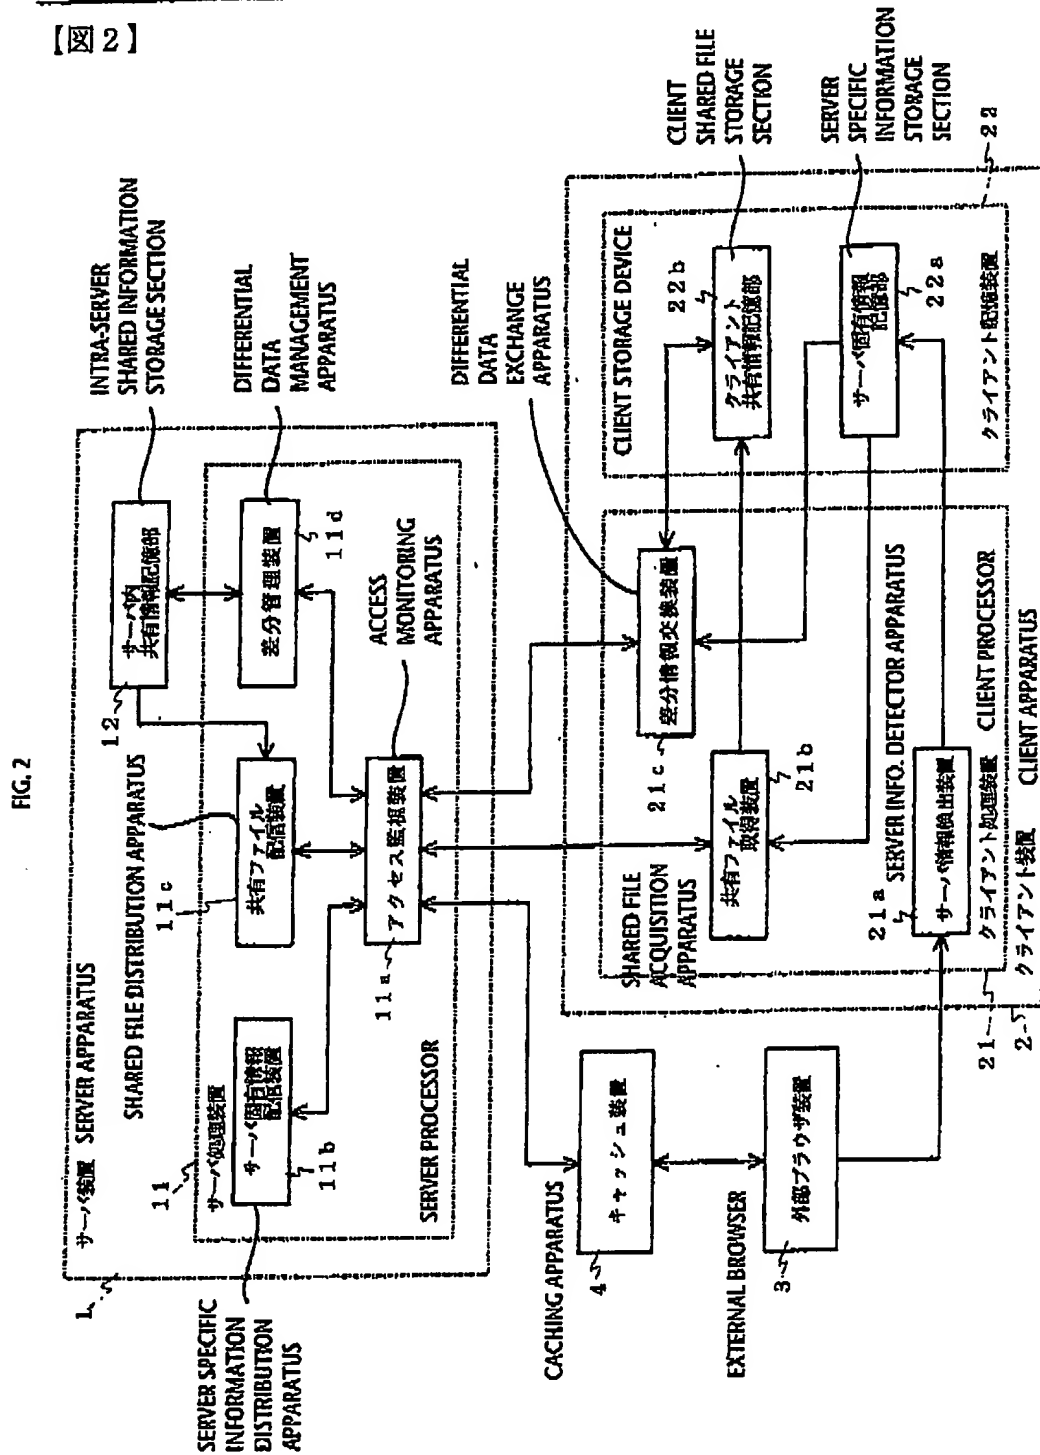 【図2】
FIG. 2
サーバ装置 SERVER APPARATUS
1
INTRA-SERVER
SHARED INFORMATION
STORAGE SECTION
サーバ内
共有情報記憶部
12
SHARED FILE DISTRIBUTION APPARATUS
11
サーバ処理装置
サーバ固有情報
配信装置
11b
11c
共有ファイル
配信装置
差分管理装置
11d
DIFFERENTIAL
DATA
MANAGEMENT
APPARATUS
11a
アクセス監視装置
ACCESS
MONITORING
APPARATUS
SERVER PROCESSOR
SERVER SPECIFIC
INFORMATION
DISTRIBUTION
APPARATUS
DIFFERENTIAL
DATA
EXCHANGE
APPARATUS
CACHING APPARATUS
キャッシュ装置
4
EXTERNAL BROWSER
外部ブラウザ装置
3
SHARED FILE
ACQUISITION
APPARATUS
21c
差分情報交換装置
共有ファイル
取得装置
21b
21a
SERVER INFO. DETECTOR APPARATUS
サーバ情報検出装置
クライアント処理装置 CLIENT PROCESSOR
21
クライアント装置 CLIENT APPARATUS
2
CLIENT STORAGE DEVICE
22b
クライアント
共有情報記憶部
サーバ固有情報
記憶部
22a
クライアント記憶装置
22
CLIENT
SHARED FILE
STORAGE
SECTION
SERVER
SPECIFIC
INFORMATION
STORAGE
SECTION